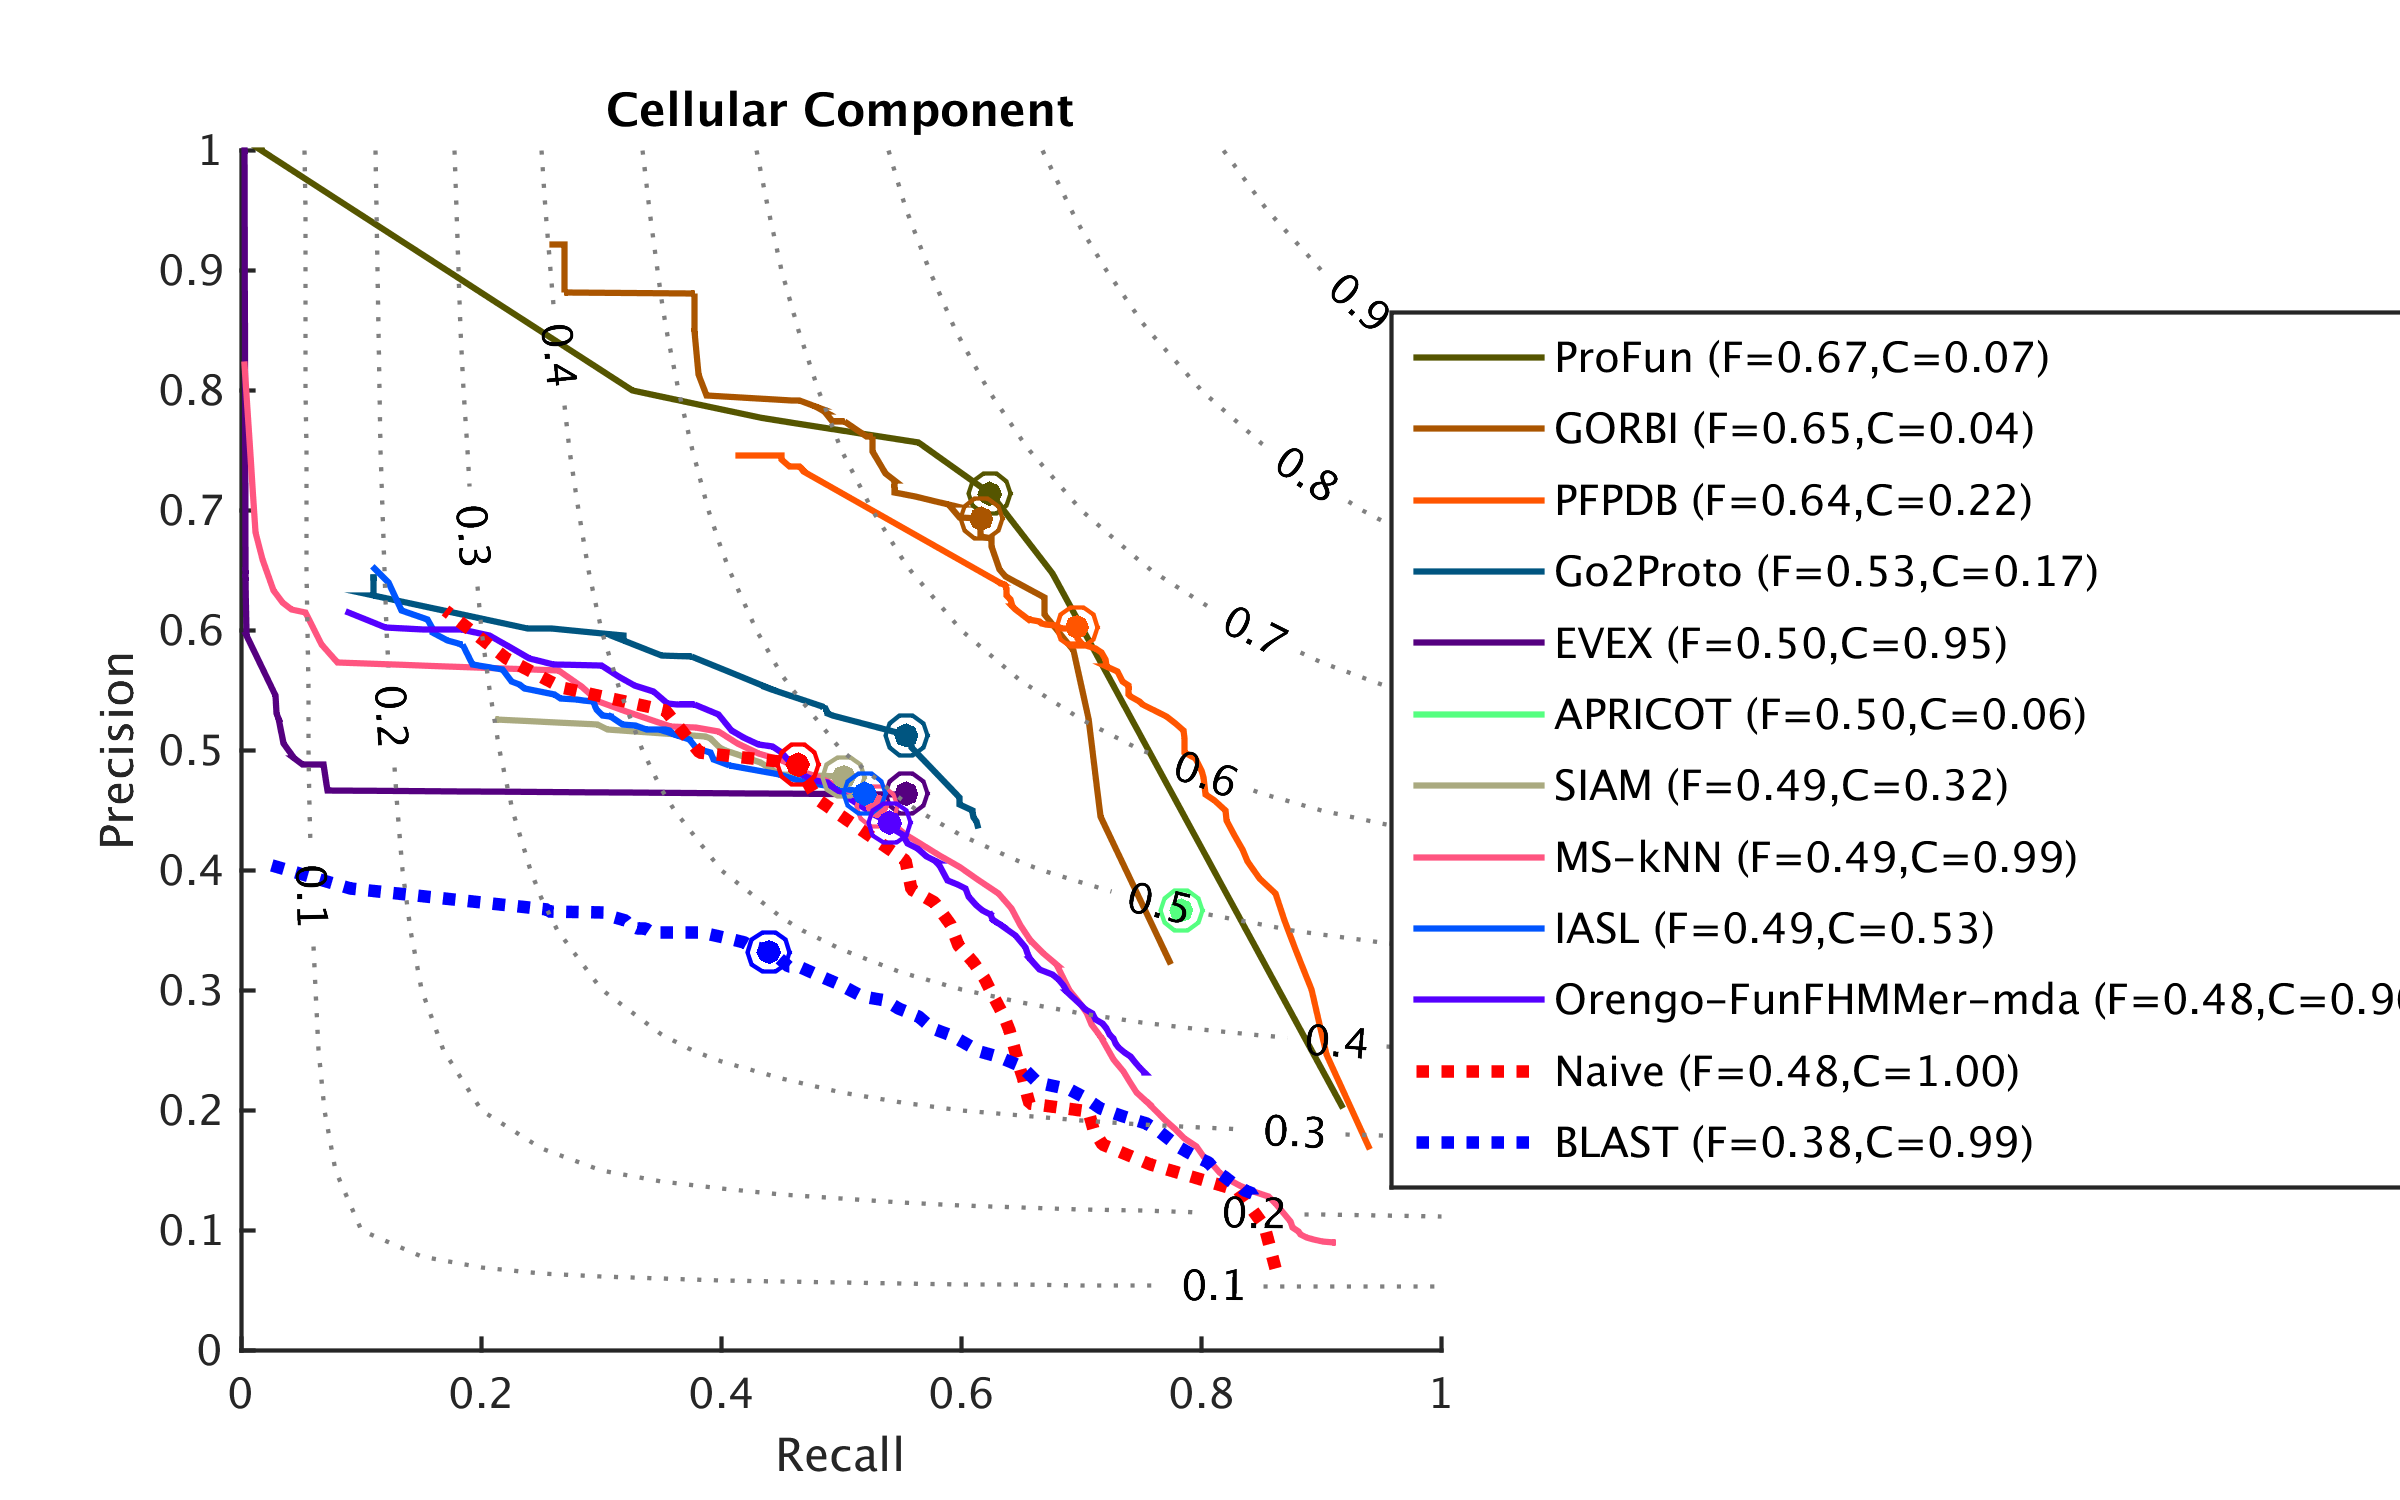 Cellular Component
1
0.9
0.8
0.7
0.6
0.5
0.4
0.3
0.2
0.1
0
Precision
0
0.2
0.4
0.6
0.8
1
Recall
0.4
0.3
0.2
0.1
0.9
0.8
0.7
0.6
0.5
0.4
0.3
0.2
0.1
ProFun (F=0.67,C=0.07)
GORBI (F=0.65,C=0.04)
PFPDB (F=0.64,C=0.22)
Go2Proto (F=0.53,C=0.17)
EVEX (F=0.50,C=0.95)
APRICOT (F=0.50,C=0.06)
SIAM (F=0.49,C=0.32)
MS-kNN (F=0.49,C=0.99)
IASL (F=0.49,C=0.53)
Orengo-FunFHMMer-mda (F=0.48,C=0.9
Naive (F=0.48,C=1.00)
BLAST (F=0.38,C=0.99)